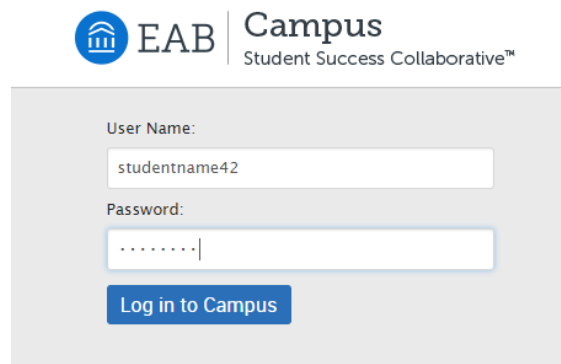 EAB
Campus
Student Success Collaborative™
User Name:
studentname42
Password:
········
Log in to Campus